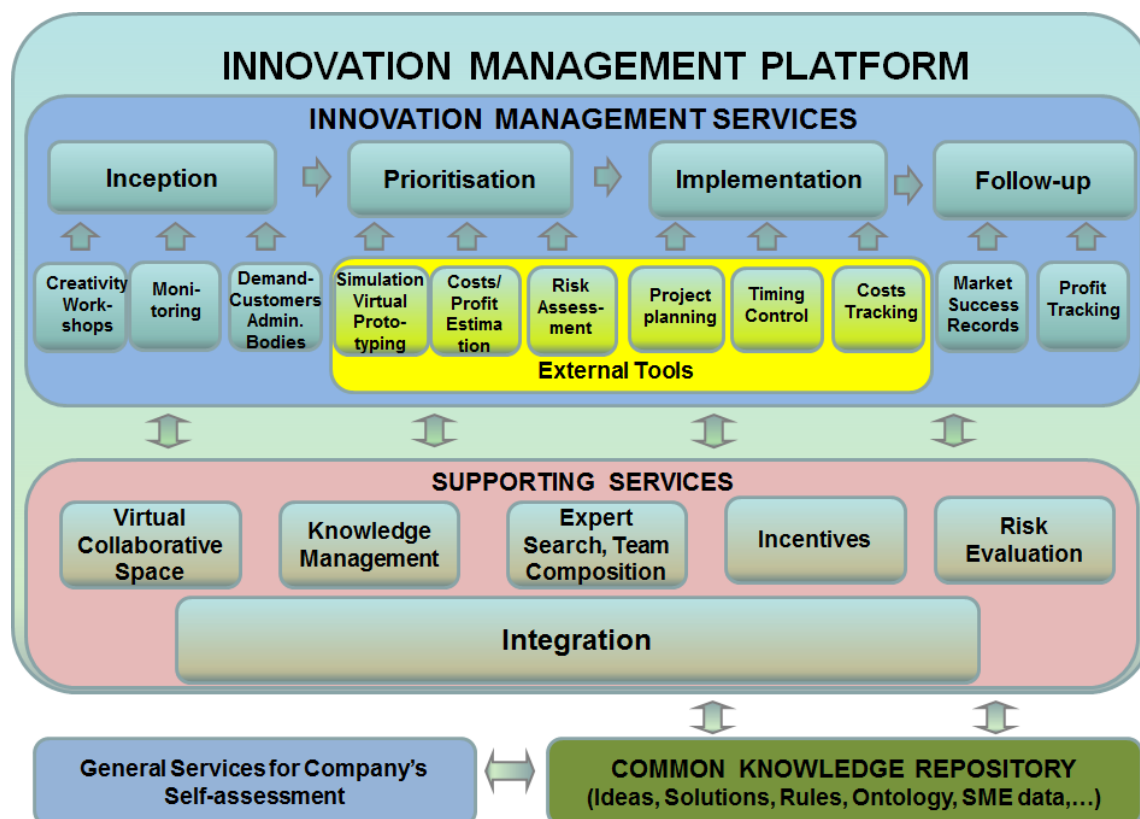 INNOVATION MANAGEMENT PLATFORM
INNOVATION MANAGEMENT SERVICES
Inception
Prioritisation
Implementation
Follow-up
Creativity
Work-
shops
Moni-
toring
Demand-
Customers
Admin.
Bodies
Simulation
Virtual
Proto-
typing
Costs/
Profit
Estima
tion
Risk
Assess-
ment
Project
planning
Timing
Control
Costs
Tracking
Market
Success
Records
Profit
Tracking
External Tools
SUPPORTING SERVICES
Virtual
Collaborative
Space
Knowledge
Management
Expert
Search, Team
Composition
Incentives
Risk
Evaluation
Integration
General Services for Company’s
Self-assessment
COMMON KNOWLEDGE REPOSITORY
(Ideas, Solutions, Rules, Ontology, SME data,...)